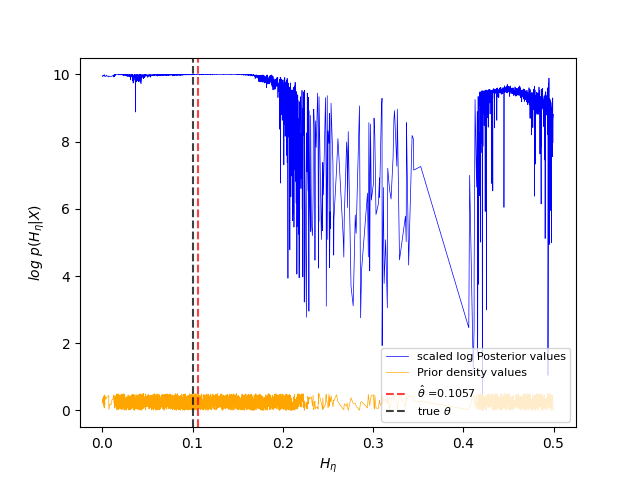 10
8
6
4
2
0
log p(H_η|X)
scaled log Posterior values
Prior density values
θ̂ =0.1057
true θ
0.0 0.1 0.2 0.3 0.4 0.5
H_η